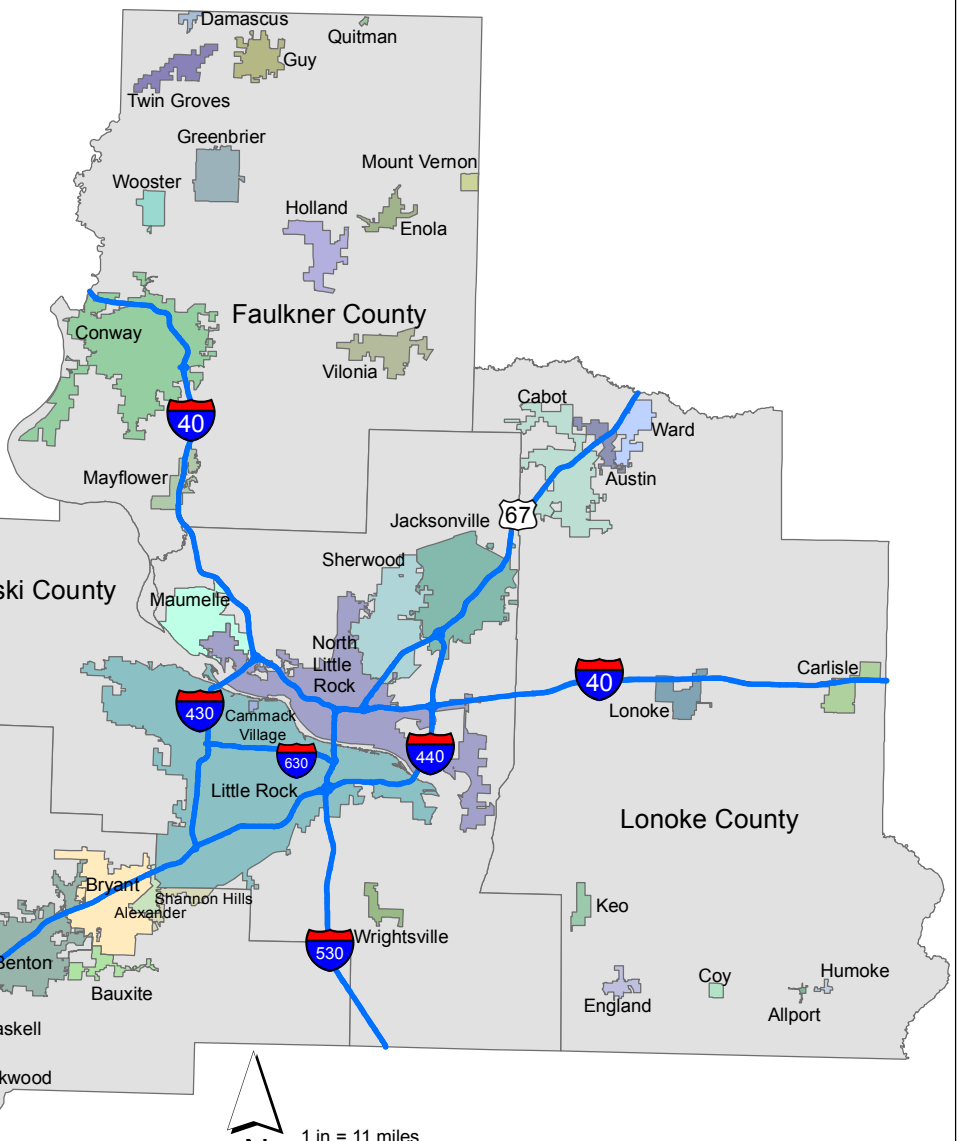 Damascus
Quitman
Guy
Twin Groves
Greenbrier
Mount Vernon
Wooster
Holland
Enola
Faulkner County
Conway
Vilonia
Cabot
40
Ward
Mayflower
Austin
67
Jacksonville
Sherwood
ski County
Maumelle
North
Little
Rock
Carlisle
40
Lonoke
430
Cammack
Village
440
630
Little Rock
Lonoke County
Bryant
Shannon Hills
Alexander
Keo
Wrightsville
530
Benton
Coy
Humoke
Bauxite
England
Allport
askell
kwood
N
1 in = 11 miles